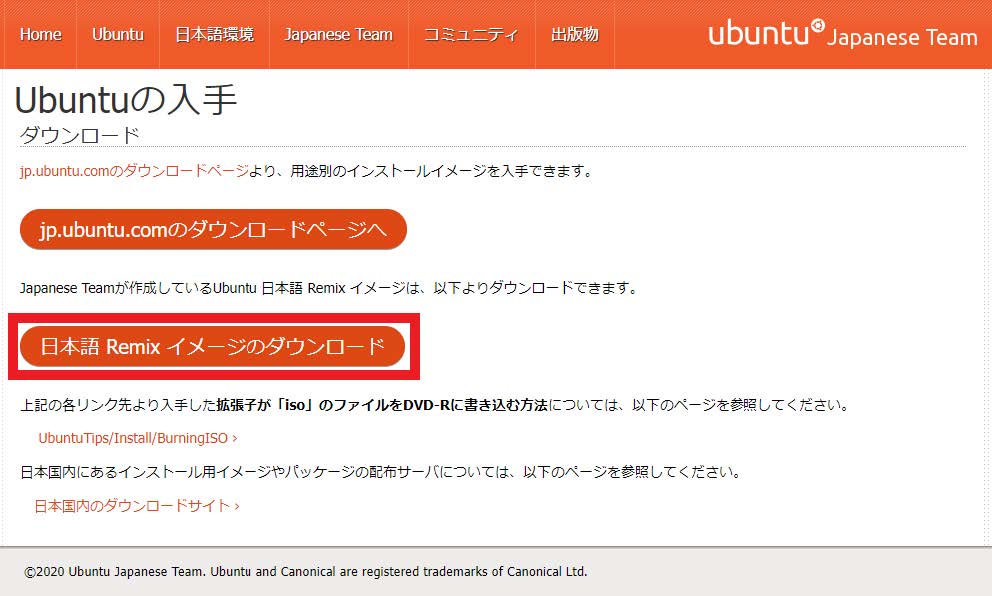 Home Ubuntu 日本語環境 Japanese Team コミュニティ 出版物 ubuntu Japanese Team
Ubuntuの入手
ダウンロード
jp.ubuntu.comのダウンロードページより、用途別のインストールイメージを入手できます。
jp.ubuntu.comのダウンロードページへ
Japanese Teamが作成しているUbuntu 日本語 Remix イメージは、以下よりダウンロードできます。
日本語 Remix イメージのダウンロード
上記の各リンク先より入手した拡張子が「iso」のファイルをDVD-Rに書き込む方法については、以下のページを参照してください。
UbuntuTips/Install/BurningISO ›
日本国内にあるインストール用イメージやパッケージの配布サーバについては、以下のページを参照してください。
日本国内のダウンロードサイト ›
©2020 Ubuntu Japanese Team. Ubuntu and Canonical are registered trademarks of Canonical Ltd.